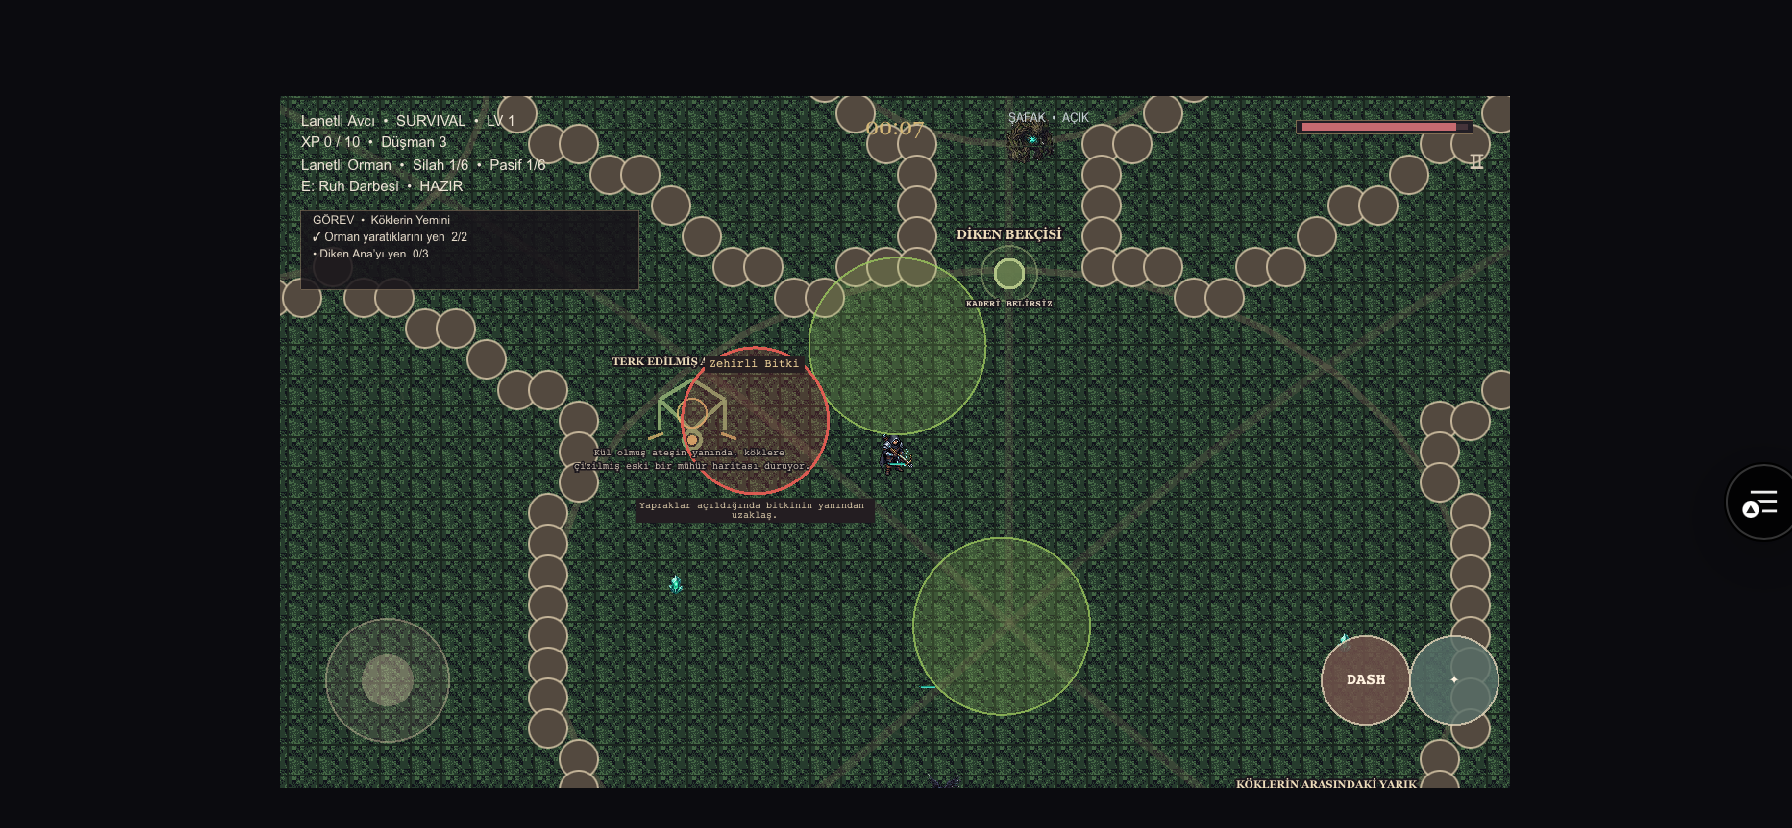 Lanetli Avcı • SURVIVAL • LV 1
XP 0 / 10 • Düşman 3
Lanetli Orman • Silah 1/6 • Pasif 1/6
E: Ruh Darbesi • HAZIR
GÖREV • Köklerin Yemini
✓ Orman yaratıklarını yen 2/2
• Diken Ana'yı yen 0/3
00:07
ŞAFAK • AÇIK
II
DİKEN BEKÇİSİ
KADERİ BELİRSİZ
TERK EDİLMİŞ A
Zehirli Bitki
Kül olmuş ateşin yanında, köklere
çizilmiş eski bir mühür haritası duruyor.
Yapraklar açıldığında bitkinin yanından
uzaklaş.
DASH
✦
KÖKLERİN ARASINDAKİ YARIK